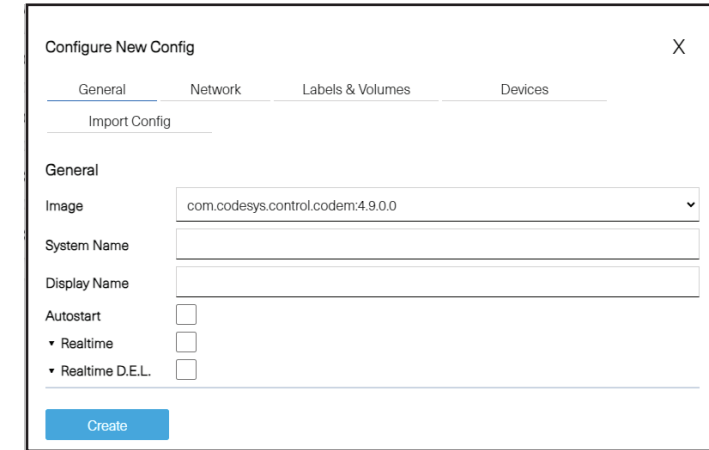 Configure New Config X
General Network Labels & Volumes Devices
Import Config
General
Image com.codesys.control.codem:4.9.0.0
System Name
Display Name
Autostart
Realtime
Realtime D.E.L.
Create